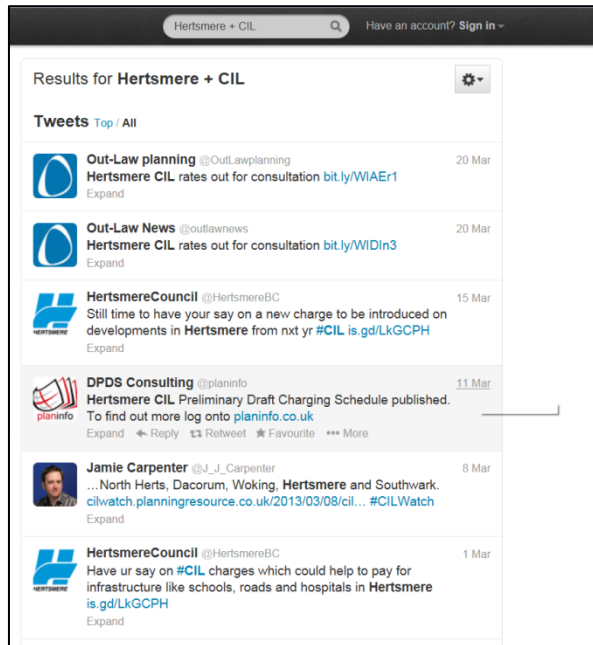 Hertsmere + CIL
Have an account? Sign in
Results for Hertsmere + CIL
Tweets Top / All
Out-Law planning @OutLawplanning 20 Mar
Hertsmere CIL rates out for consultation bit.ly/WIAEr1
Expand
Out-Law News @outlawnews 20 Mar
Hertsmere CIL rates out for consultation bit.ly/WIDIn3
Expand
HertsmereCouncil @HertsmereBC 15 Mar
Still time to have your say on a new charge to be introduced on
developments in Hertsmere from nxt yr #CIL is.gd/LkGCPH
Expand
HERTSMERE
DPDS Consulting @planinfo 11 Mar
Hertsmere CIL Preliminary Draft Charging Schedule published.
To find out more log onto planinfo.co.uk
Expand Reply Retweet Favourite ••• More
planinfo
Jamie Carpenter @J_J_Carpenter 8 Mar
…North Herts, Dacorum, Woking, Hertsmere and Southwark.
cilwatch.planningresource.co.uk/2013/03/08/cil… #CILWatch
Expand
HertsmereCouncil @HertsmereBC 1 Mar
Have ur say on #CIL charges which could help to pay for
infrastructure like schools, roads and hospitals in Hertsmere
is.gd/LkGCPH
Expand
HERTSMERE